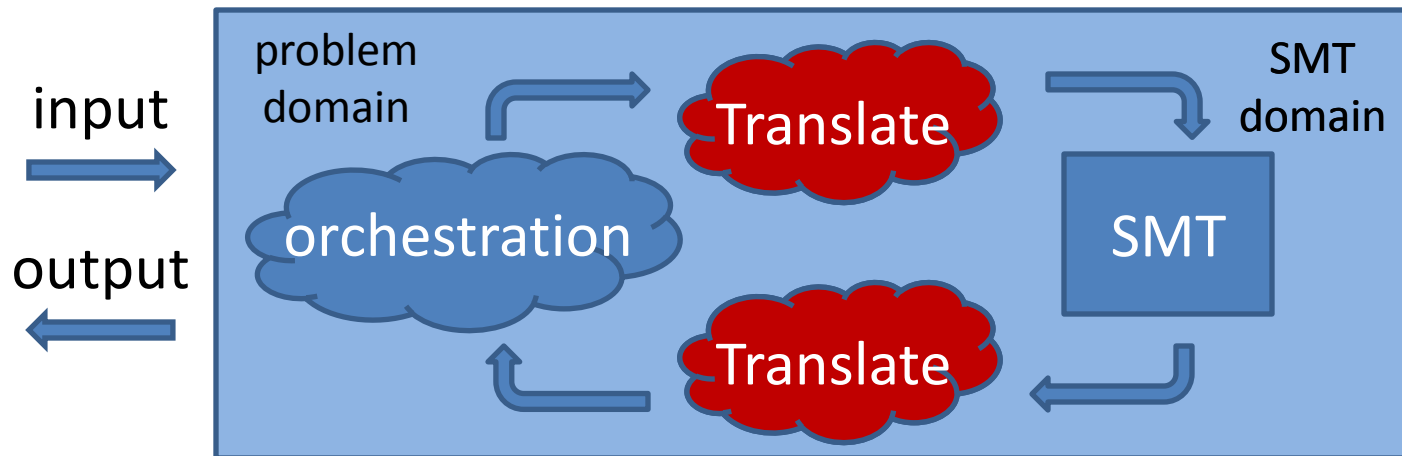 input
output
problem
domain
orchestration
Translate
Translate
SMT
domain
SMT